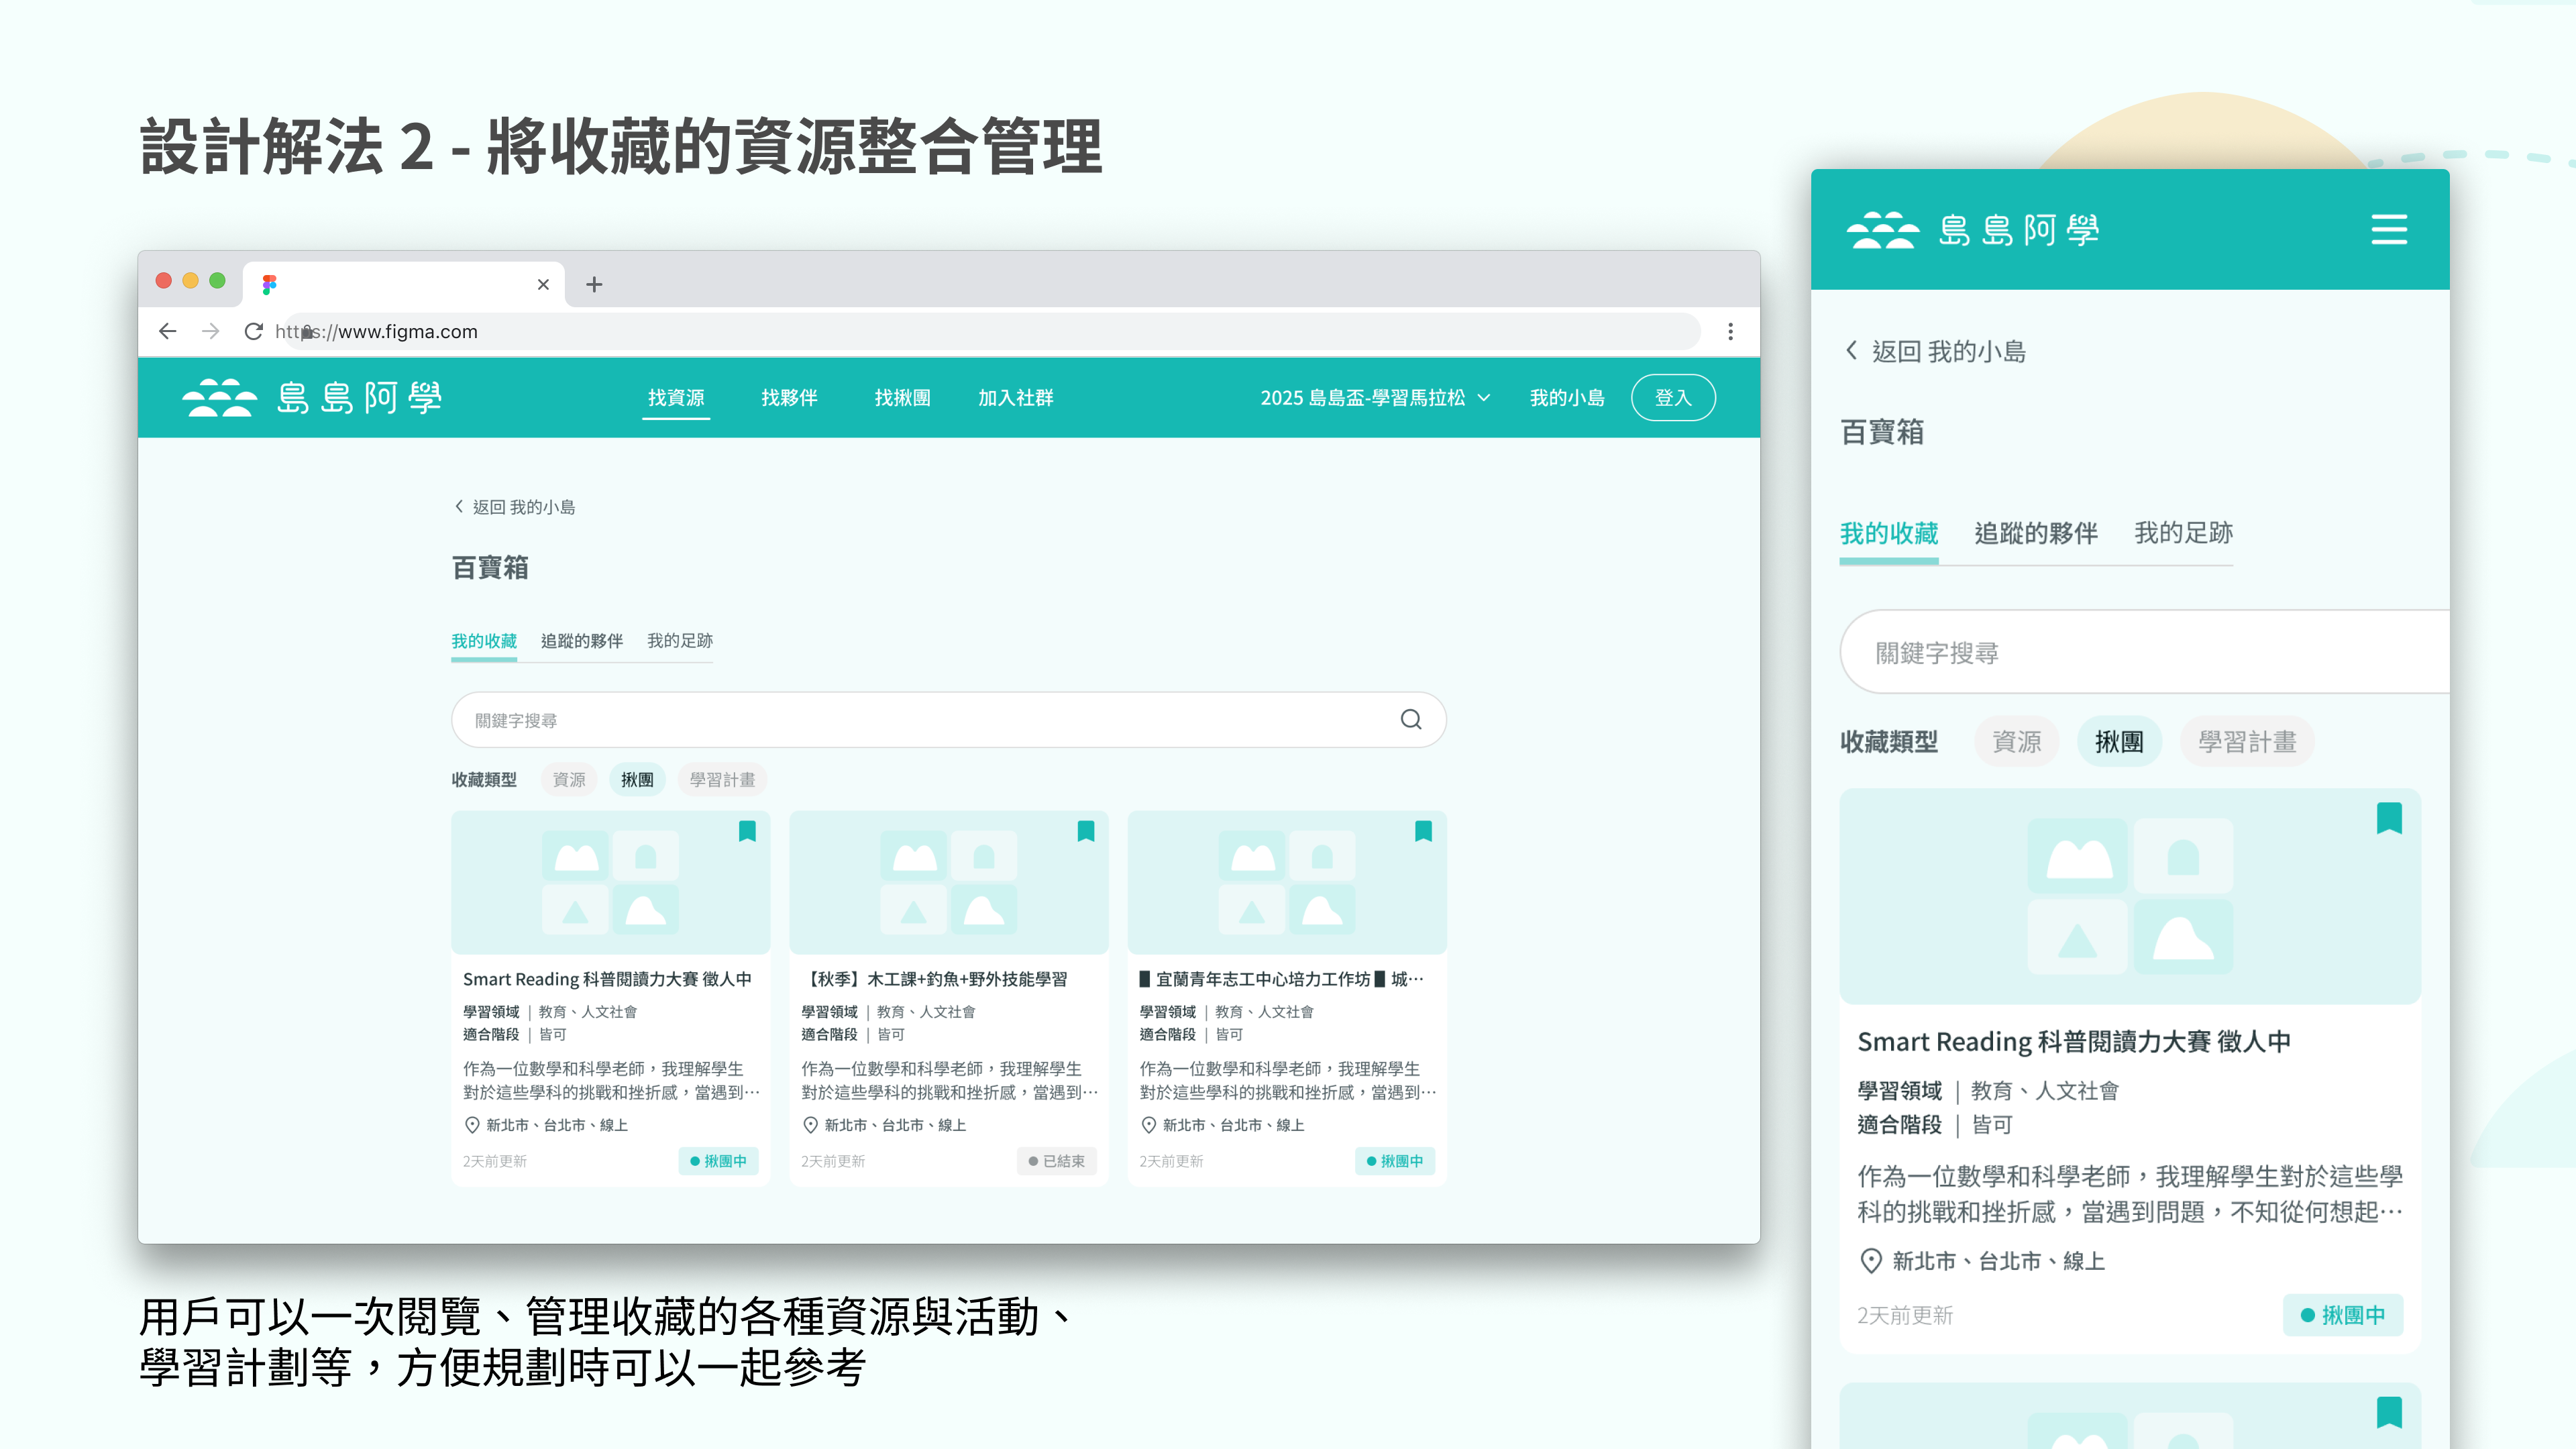 設計解法 2 - 將收藏的資源整合管理
https://www.figma.com
島島阿學
找資源 找夥伴 找揪團 加入社群 2025 島島盃-學習馬拉松 我的小島 登入
返回 我的小島
百寶箱
我的收藏 追蹤的夥伴 我的足跡
關鍵字搜尋
收藏類型 資源 揪團 學習計畫
Smart Reading 科普閱讀力大賽 徵人中
學習領域 | 教育、人文社會
適合階段 | 皆可
作為一位數學和科學老師，我理解學生
對於這些學科的挑戰和挫折感，當遇到…
新北市、台北市、線上
2天前更新 揪團中
【秋季】木工課+釣魚+野外技能學習
學習領域 | 教育、人文社會
適合階段 | 皆可
作為一位數學和科學老師，我理解學生
對於這些學科的挑戰和挫折感，當遇到…
新北市、台北市、線上
2天前更新 已結束
█ 宜蘭青年志工中心培力工作坊 █ 城…
學習領域 | 教育、人文社會
適合階段 | 皆可
作為一位數學和科學老師，我理解學生
對於這些學科的挑戰和挫折感，當遇到…
新北市、台北市、線上
2天前更新 揪團中
用戶可以一次閱覽、管理收藏的各種資源與活動、
學習計劃等，方便規劃時可以一起參考
島島阿學
返回 我的小島
百寶箱
我的收藏 追蹤的夥伴 我的足跡
關鍵字搜尋
收藏類型 資源 揪團 學習計畫
Smart Reading 科普閱讀力大賽 徵人中
學習領域 | 教育、人文社會
適合階段 | 皆可
作為一位數學和科學老師，我理解學生對於這些學
科的挑戰和挫折感，當遇到問題，不知從何想起…
新北市、台北市、線上
2天前更新 揪團中